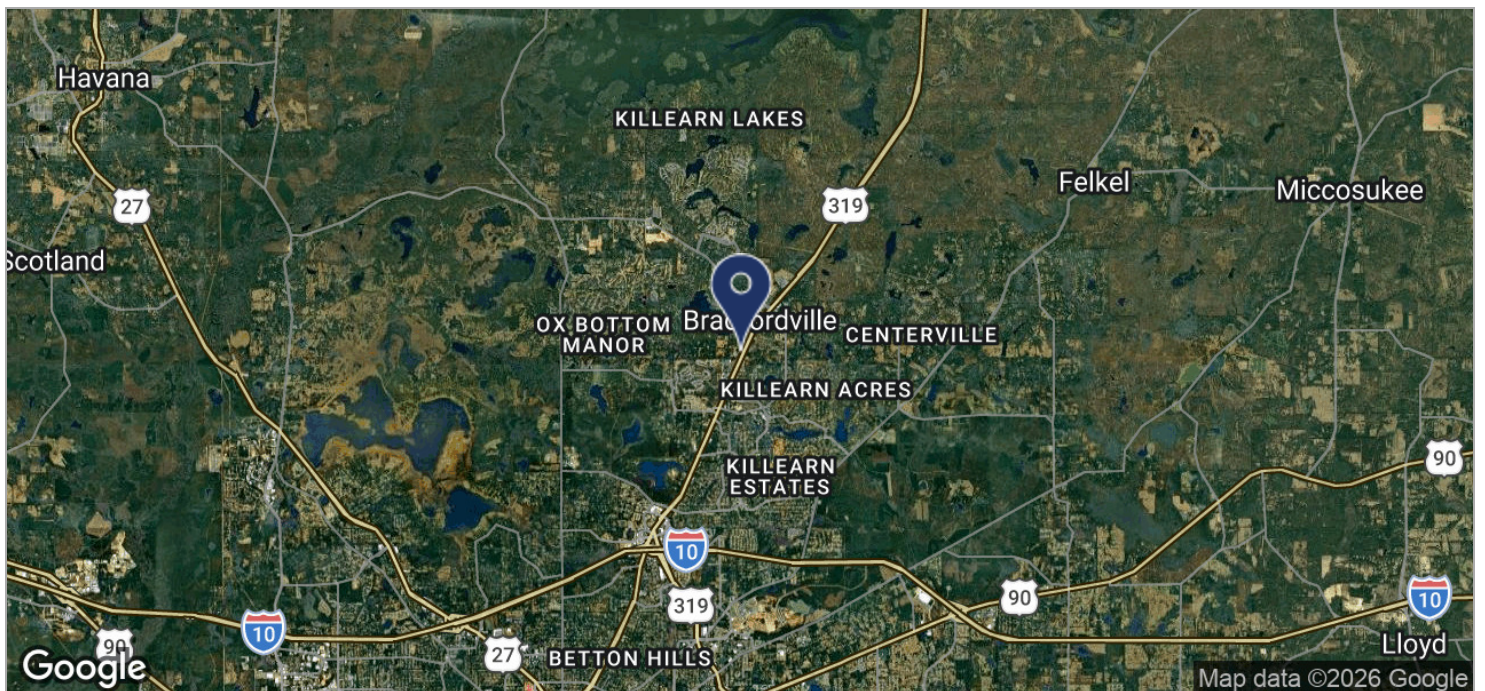 Havana
KILLEARN LAKES
Felkel
Miccosukee
27
319
Scotland
OX BOTTOM
MANOR
Bradfordville
CENTERVILLE
KILLEARN ACRES
KILLEARN
ESTATES
90
10
319
90
10
10
27
90
BETTON HILLS
Lloyd
Google
Map data ©2026 Google